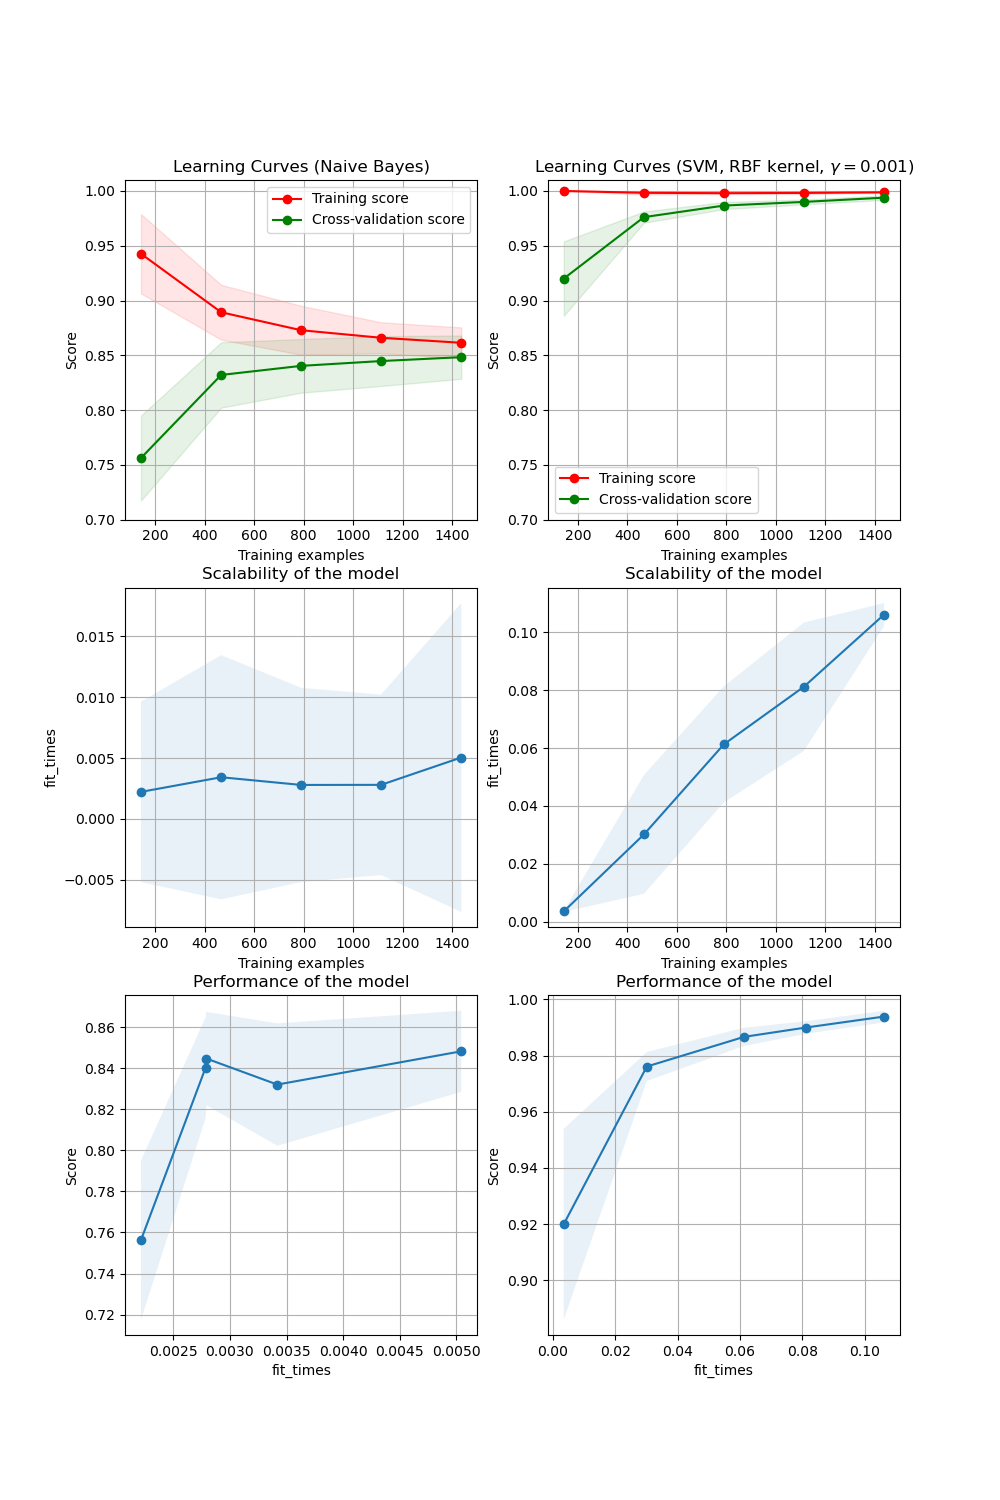 Learning Curves (Naive Bayes)
1.00
0.95
0.90
0.85
0.80
0.75
0.70
Score
Training score
Cross-validation score
200 400 600 800 1000 1200 1400
Training examples
Learning Curves (SVM, RBF kernel, γ = 0.001)
1.00
0.95
0.90
0.85
0.80
0.75
0.70
Score
Training score
Cross-validation score
200 400 600 800 1000 1200 1400
Training examples
Scalability of the model
0.015
0.010
0.005
0.000
−0.005
fit_times
200 400 600 800 1000 1200 1400
Training examples
Scalability of the model
0.10
0.08
0.06
0.04
0.02
0.00
fit_times
200 400 600 800 1000 1200 1400
Training examples
Performance of the model
0.86
0.84
0.82
0.80
0.78
0.76
0.74
0.72
Score
0.0025 0.0030 0.0035 0.0040 0.0045 0.0050
fit_times
Performance of the model
1.00
0.98
0.96
0.94
0.92
0.90
Score
0.00 0.02 0.04 0.06 0.08 0.10
fit_times